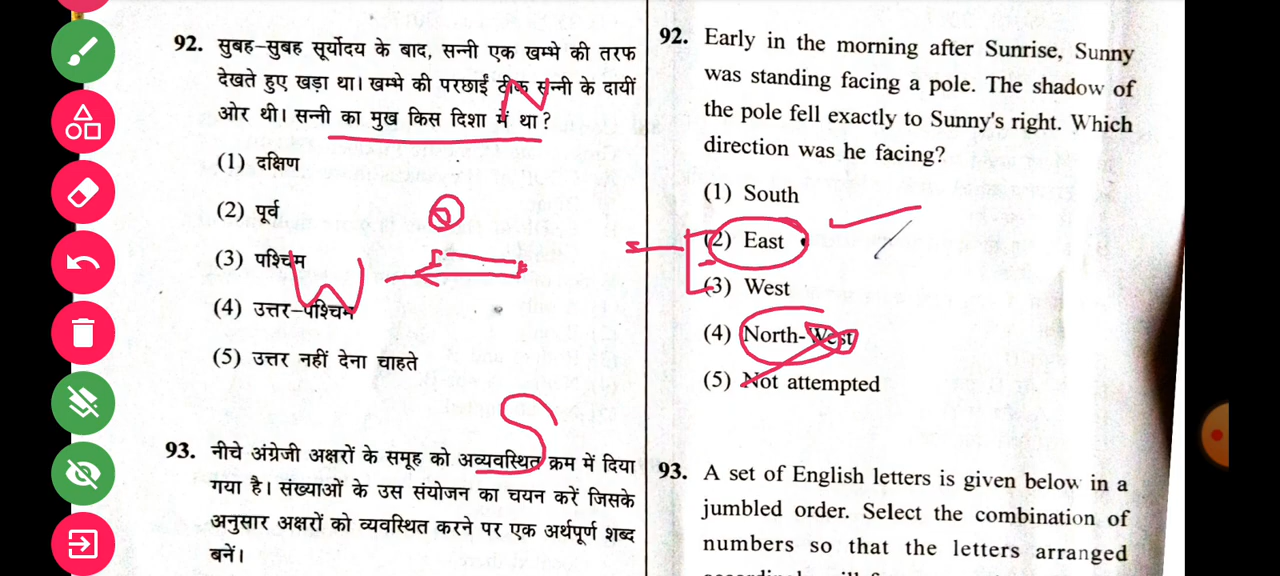 92. सुबह-सुबह सूर्योदय के बाद, सन्नी एक खम्भे की तरफ
देखते हुए खड़ा था। खम्भे की परछाईं ठीक सन्नी के दायीं
ओर थी। सन्नी का मुख किस दिशा में था?
(1) दक्षिण
(2) पूर्व
(3) पश्चिम
(4) उत्तर-पश्चिम
(5) उत्तर नहीं देना चाहते
N
W
S
93. नीचे अंग्रेजी अक्षरों के समूह को अव्यवस्थित क्रम में दिया
गया है। संख्याओं के उस संयोजन का चयन करें जिसके
अनुसार अक्षरों को व्यवस्थित करने पर एक अर्थपूर्ण शब्द
बनें।
92. Early in the morning after Sunrise, Sunny
was standing facing a pole. The shadow of
the pole fell exactly to Sunny's right. Which
direction was he facing?
(1) South
(2) East
(3) West
(4) North-West
(5) Not attempted
93. A set of English letters is given below in a
jumbled order. Select the combination of
numbers so that the letters arranged